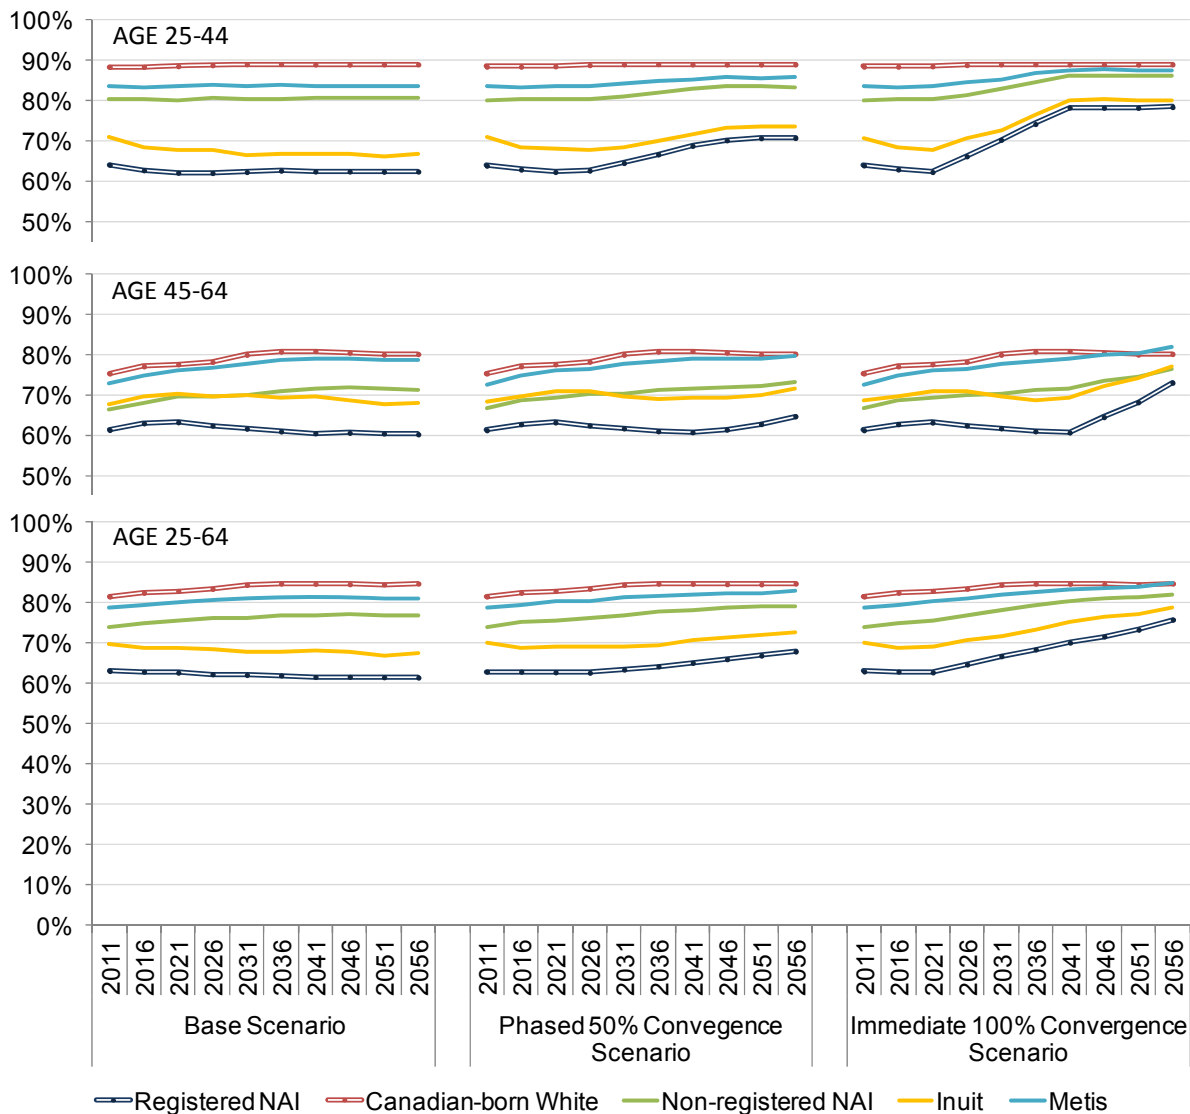 100%
AGE 25-44
90%
80%
70%
60%
50%
100%
AGE 45-64
90%
80%
70%
60%
50%
100%
AGE 25-64
90%
80%
70%
60%
50%
40%
30%
20%
10%
0%
2011 2016 2021 2026 2031 2036 2041 2046 2051 2056 2011 2016 2021 2026 2031 2036 2041 2046 2051 2056 2011 2016 2021 2026 2031 2036 2041 2046 2051 2056
Base Scenario
Phased 50% Convegence
Scenario
Immediate 100% Convergence
Scenario
Registered NAI Canadian-born White Non-registered NAI Inuit Metis